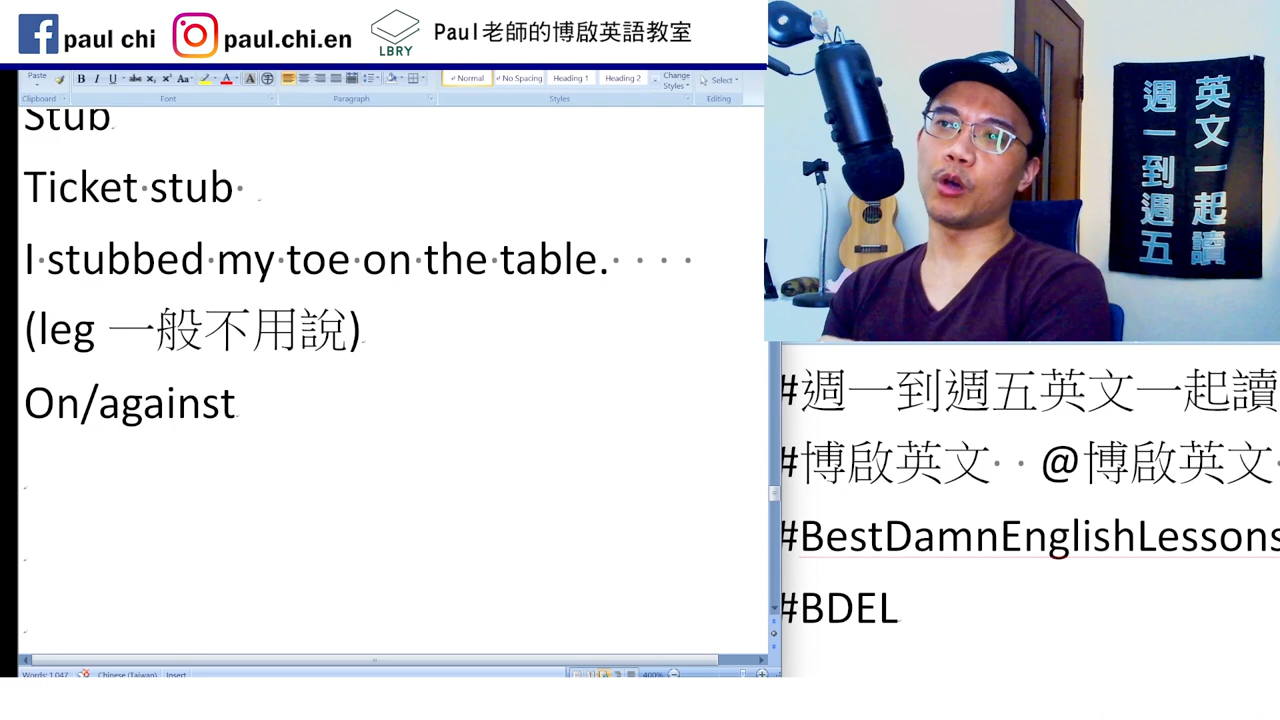 paul chi
paul.chi.en
LBRY
Paul老師的博啟英語教室
Paste
Clipboard
Font
Paragraph
Normal
No Spacing
Heading 1
Heading 2
Change Styles
Styles
Select
Editing
Stub
Ticket stub
I stubbed my toe on the table.
(leg 一般不用說)
On/against
英文一起讀
週一到週五
#週一到週五英文一起讀
#博啟英文 @博啟英文
#BestDamnEnglishLessons
#BDEL
Words: 1,047
Chinese (Taiwan)
Insert
400%